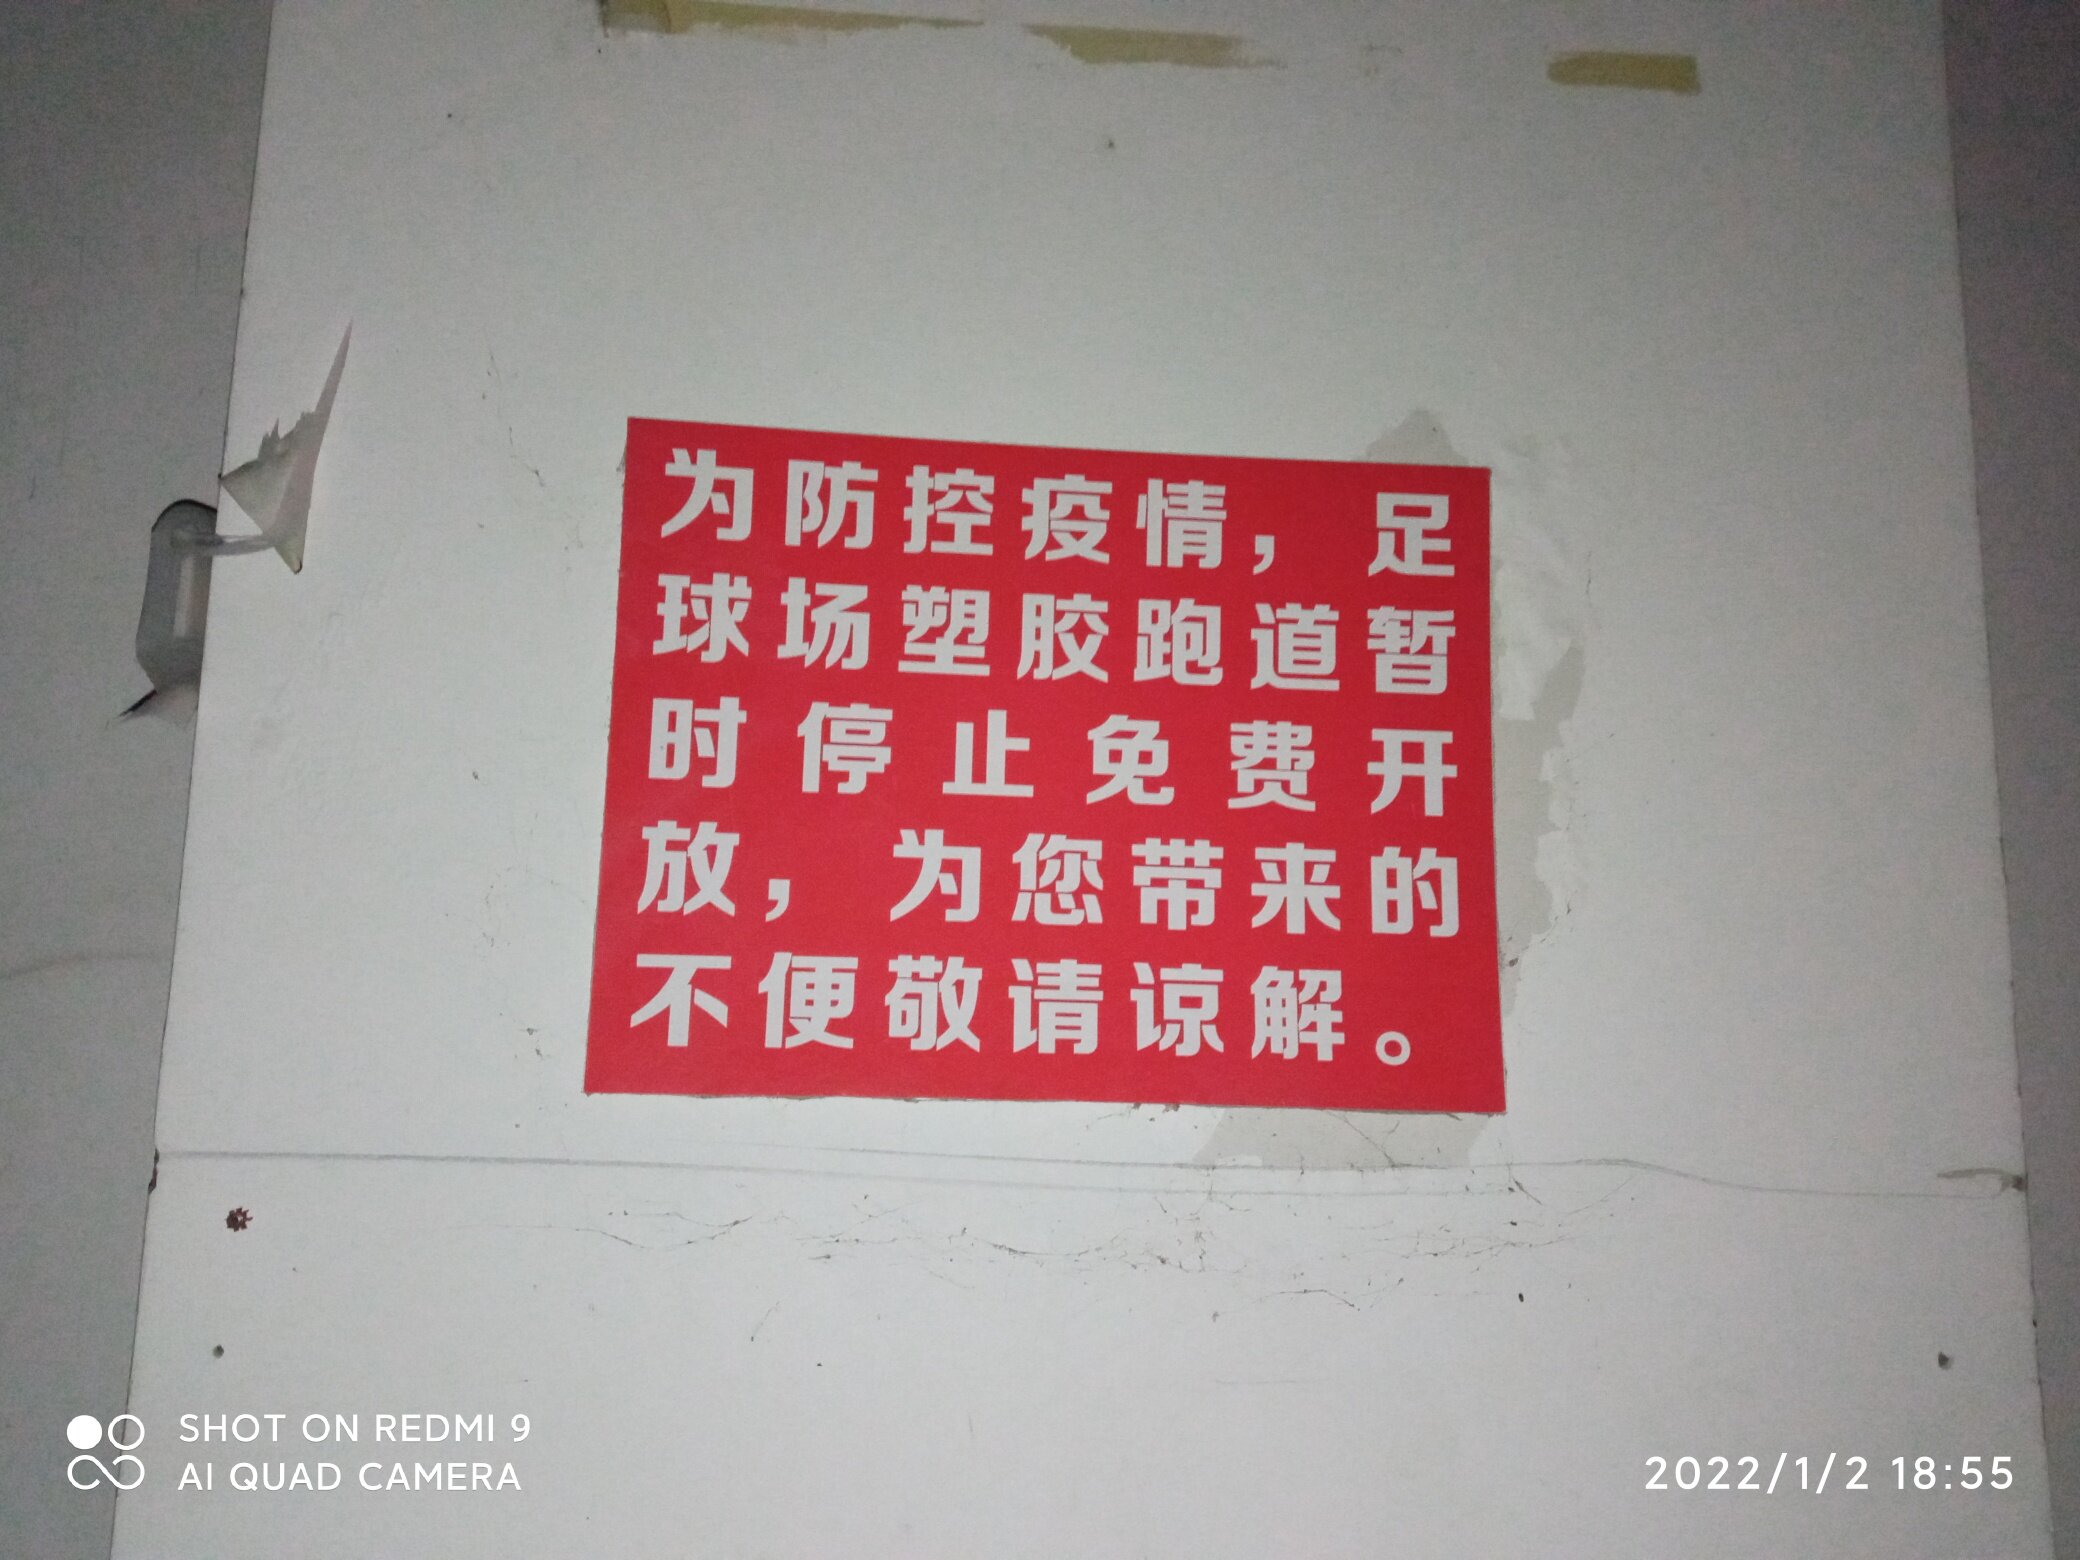 为防控疫情，足
球场塑胶跑道暂
时停止免费开
放，为您带来的
不便敬请谅解。
SHOT ON REDMI 9
AI QUAD CAMERA
2022/1/2 18:55